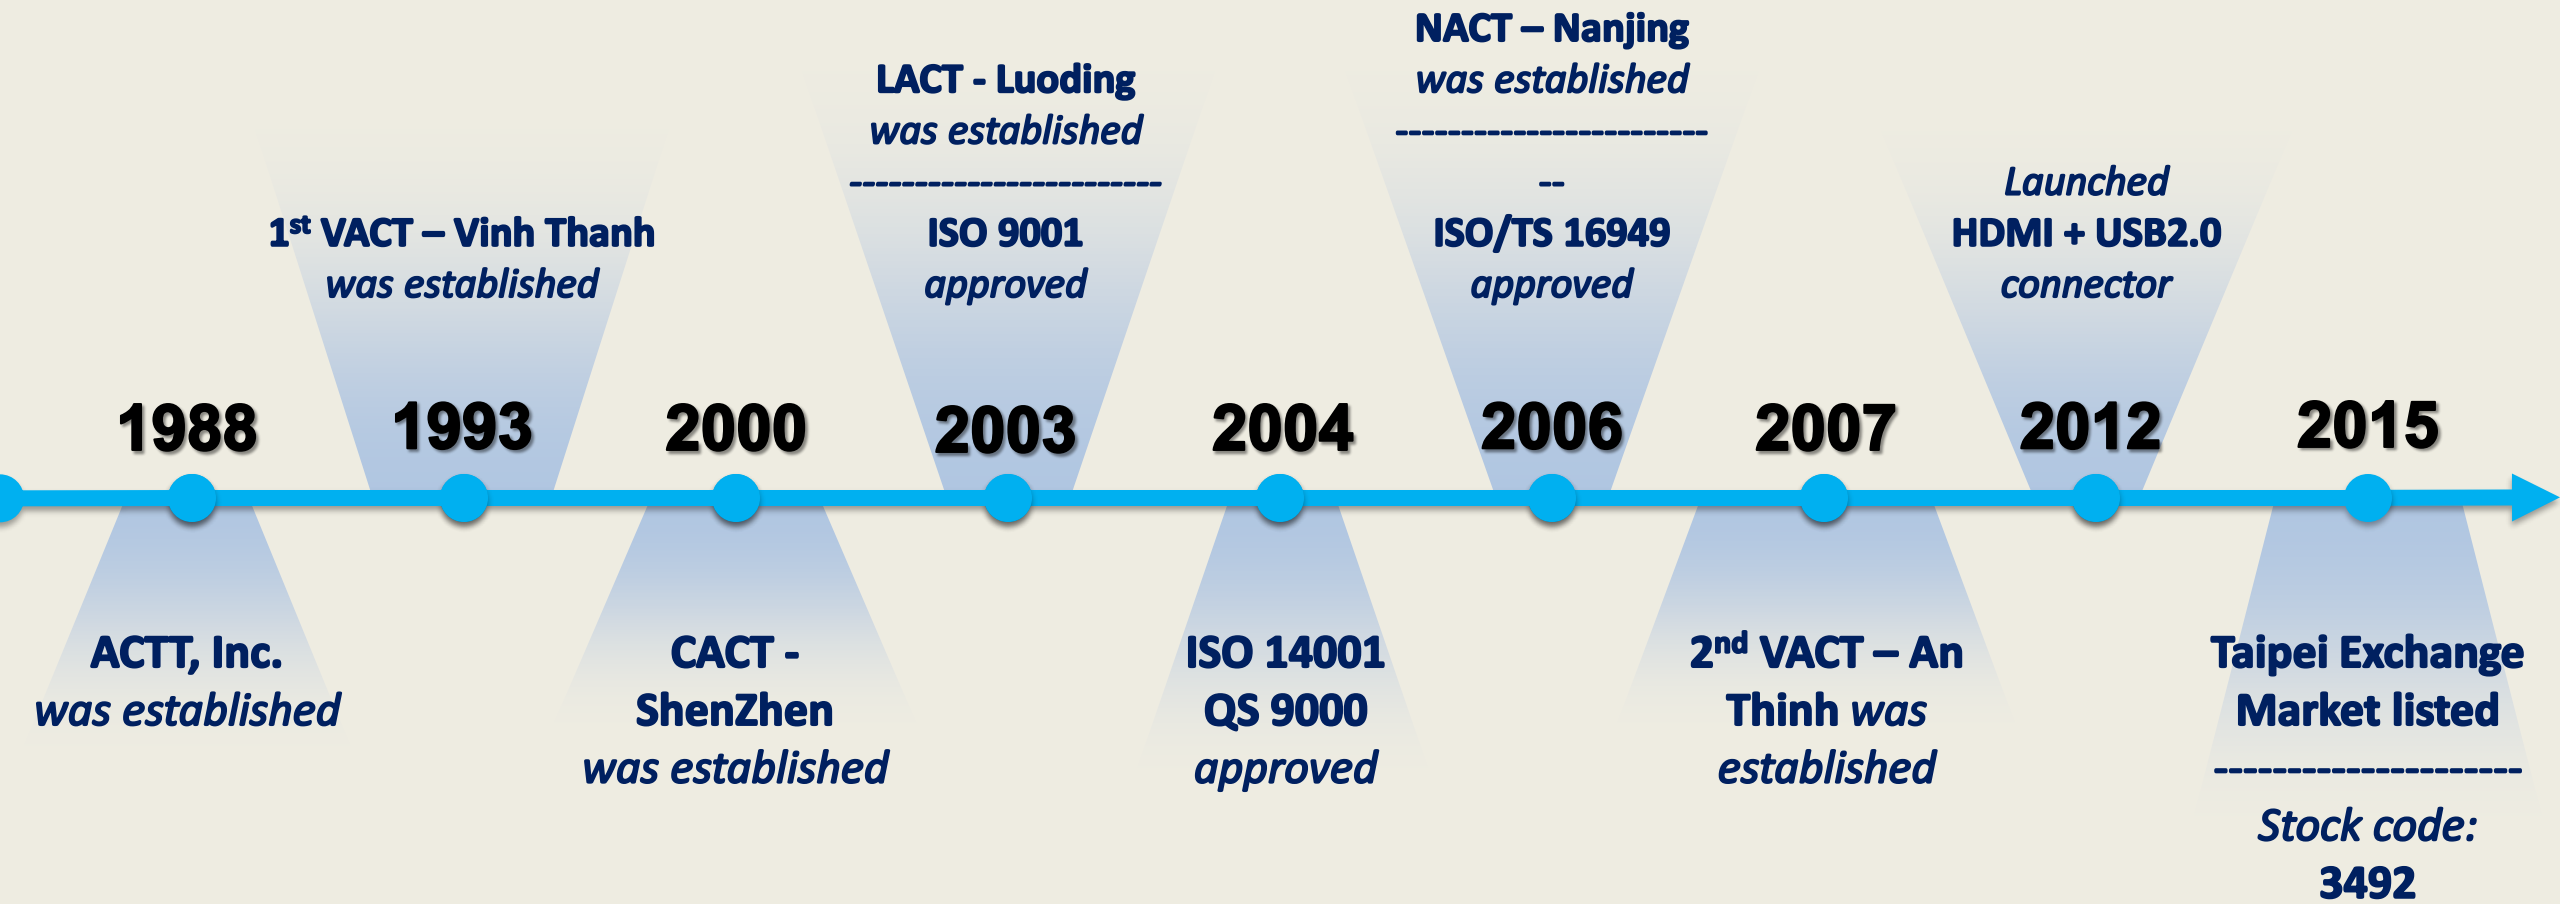 1988
ACTT, Inc.
was established
1993
1st VACT – Vinh Thanh
was established
2000
CACT -
ShenZhen
was established
2003
LACT - Luoding
was established
------------------------
ISO 9001
approved
2004
ISO 14001
QS 9000
approved
2006
NACT – Nanjing
was established
------------------------
--
ISO/TS 16949
approved
2007
2nd VACT – An
Thinh was
established
2012
Launched
HDMI + USB2.0
connector
2015
Taipei Exchange
Market listed
---------------------
Stock code:
3492